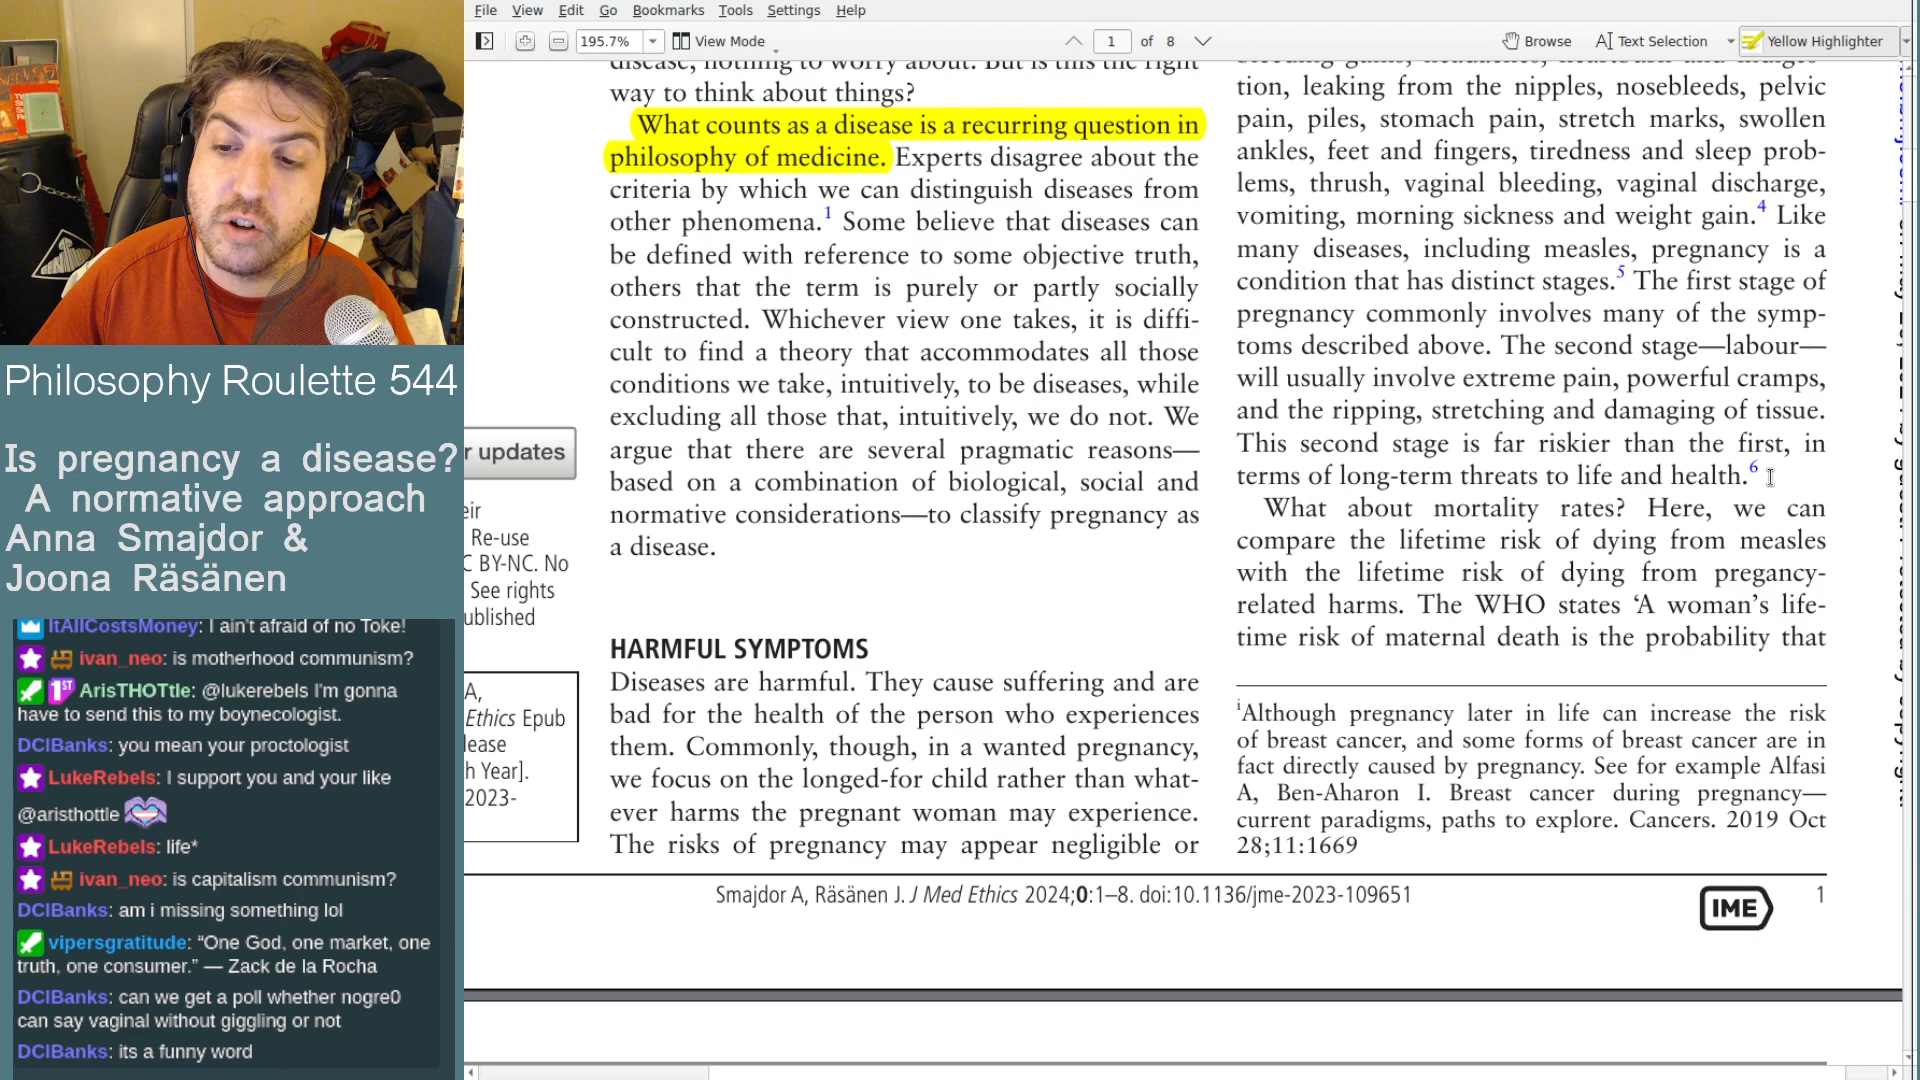 File View Edit Go Bookmarks Tools Settings Help
195.7% View Mode 1 of 8 Browse Text Selection Yellow Highlighter
disease, nothing to worry about. But is this the right
way to think about things?
What counts as a disease is a recurring question in
philosophy of medicine. Experts disagree about the
criteria by which we can distinguish diseases from
other phenomena.1 Some believe that diseases can
be defined with reference to some objective truth,
others that the term is purely or partly socially
constructed. Whichever view one takes, it is diffi-
cult to find a theory that accommodates all those
conditions we take, intuitively, to be diseases, while
excluding all those that, intuitively, we do not. We
argue that there are several pragmatic reasons—
based on a combination of biological, social and
normative considerations—to classify pregnancy as
a disease.
HARMFUL SYMPTOMS
Diseases are harmful. They cause suffering and are
bad for the health of the person who experiences
them. Commonly, though, in a wanted pregnancy,
we focus on the longed-for child rather than what-
ever harms the pregnant woman may experience.
The risks of pregnancy may appear negligible or
tion, leaking from the nipples, nosebleeds, pelvic
pain, piles, stomach pain, stretch marks, swollen
ankles, feet and fingers, tiredness and sleep prob-
lems, thrush, vaginal bleeding, vaginal discharge,
vomiting, morning sickness and weight gain.4 Like
many diseases, including measles, pregnancy is a
condition that has distinct stages.5 The first stage of
pregnancy commonly involves many of the symp-
toms described above. The second stage—labour—
will usually involve extreme pain, powerful cramps,
and the ripping, stretching and damaging of tissue.
This second stage is far riskier than the first, in
terms of long-term threats to life and health.6
What about mortality rates? Here, we can
compare the lifetime risk of dying from measles
with the lifetime risk of dying from pregancy-
related harms. The WHO states ‘A woman’s life-
time risk of maternal death is the probability that
iAlthough pregnancy later in life can increase the risk
of breast cancer, and some forms of breast cancer are in
fact directly caused by pregnancy. See for example Alfasi
A, Ben-Aharon I. Breast cancer during pregnancy—
current paradigms, paths to explore. Cancers. 2019 Oct
28;11:1669
Smajdor A, Räsänen J. J Med Ethics 2024;0:1–8. doi:10.1136/jme-2023-109651
IME
1
r updates
eir
Re-use
C BY-NC. No
See rights
ublished
A,
Ethics Epub
lease
h Year].
2023-
Philosophy Roulette 544
Is pregnancy a disease?
A normative approach
Anna Smajdor &
Joona Räsänen
ItAllCostsMoney: I ain't afraid of no Toke!
ivan_neo: is motherhood communism?
1ST ArisTHOTtle: @lukerebels I'm gonna
have to send this to my boynecologist.
DCIBanks: you mean your proctologist
LukeRebels: I support you and your like
@aristhottle
LukeRebels: life*
ivan_neo: is capitalism communism?
DCIBanks: am i missing something lol
vipersgratitude: “One God, one market, one
truth, one consumer.” — Zack de la Rocha
DCIBanks: can we get a poll whether nogre0
can say vaginal without giggling or not
DCIBanks: its a funny word